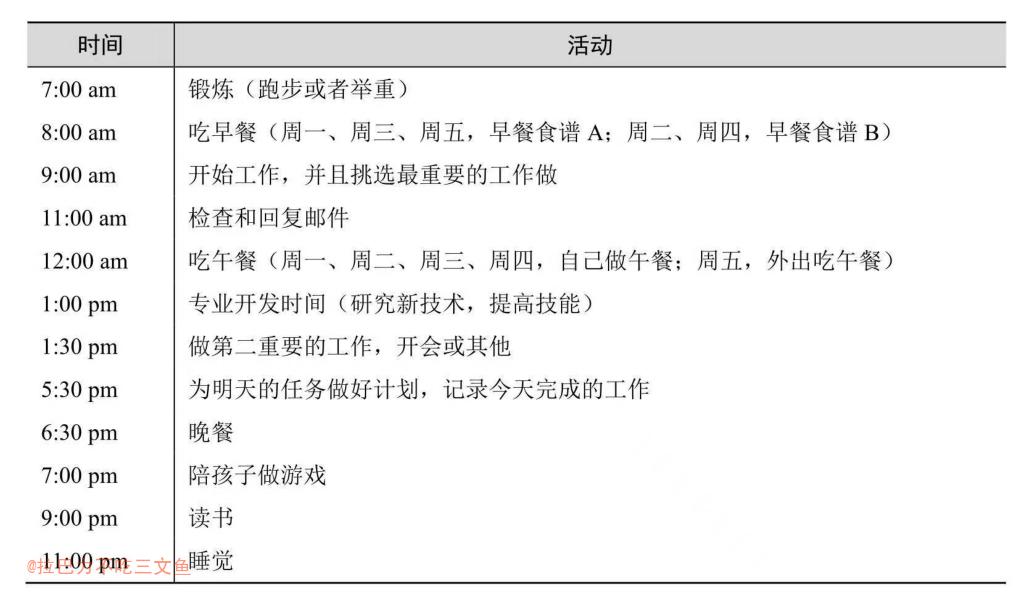 时间 活动
7:00 am 锻炼（跑步或者举重）
8:00 am 吃早餐（周一、周三、周五，早餐食谱 A；周二、周四，早餐食谱 B）
9:00 am 开始工作，并且挑选最重要的工作做
11:00 am 检查和回复邮件
12:00 am 吃午餐（周一、周二、周三、周四，自己做午餐；周五，外出吃午餐）
1:00 pm 专业开发时间（研究新技术，提高技能）
1:30 pm 做第二重要的工作，开会或其他
5:30 pm 为明天的任务做好计划，记录今天完成的工作
6:30 pm 晚餐
7:00 pm 陪孩子做游戏
9:00 pm 读书
11:00 pm 睡觉
@拉巴力不吃三文鱼